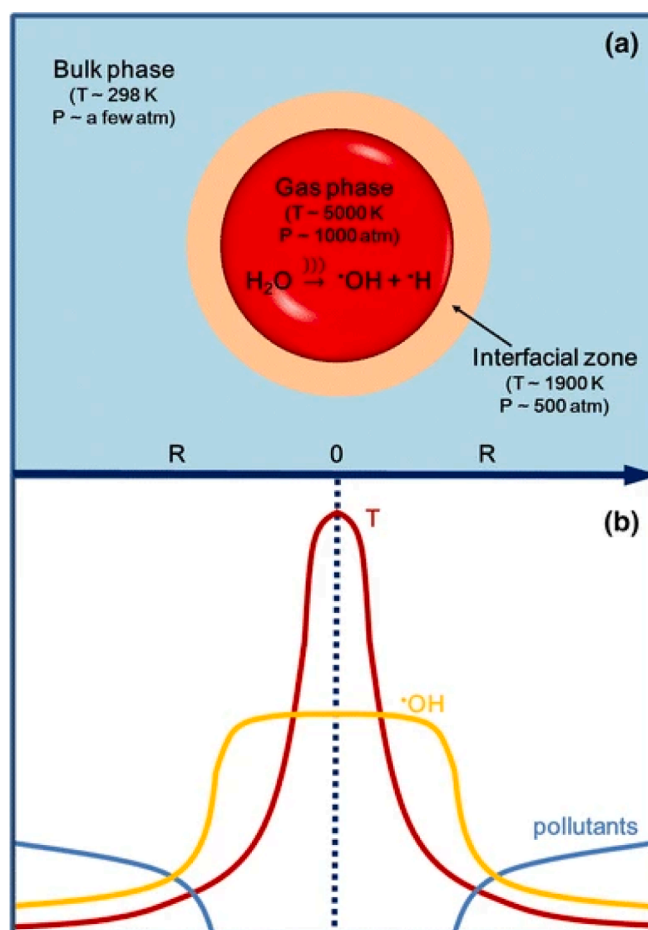 (a)
Bulk phase
(T ~ 298 K
P ~ a few atm)
Gas phase
(T ~ 5000 K
P ~ 1000 atm)
H₂O →))) •OH + •H
Interfacial zone
(T ~ 1900 K
P ~ 500 atm)
R 0 R
(b)
T
•OH
pollutants